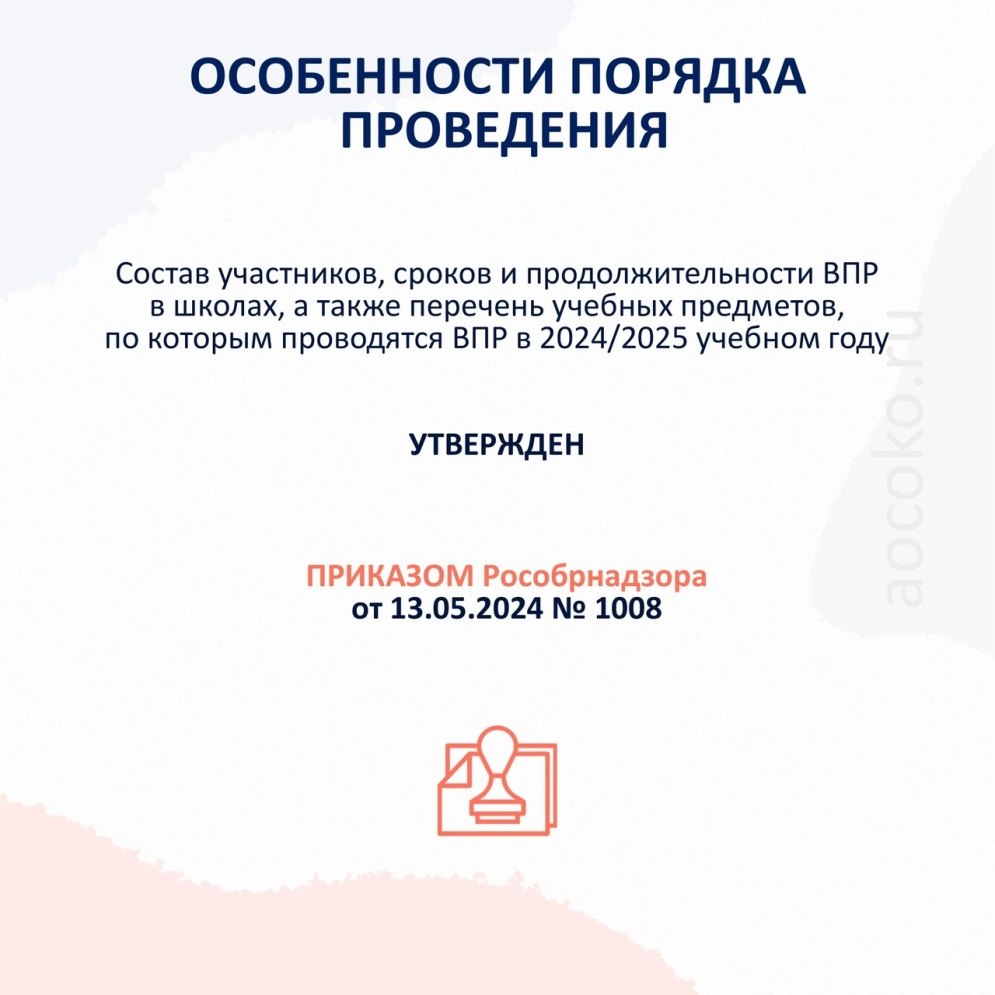 ОСОБЕННОСТИ ПОРЯДКА
ПРОВЕДЕНИЯ
Состав участников, сроков и продолжительности ВПР
в школах, а также перечень учебных предметов,
по которым проводятся ВПР в 2024/2025 учебном году
УТВЕРЖДЕН
ПРИКАЗОМ Рособрнадзора
от 13.05.2024 № 1008
aocoko.ru